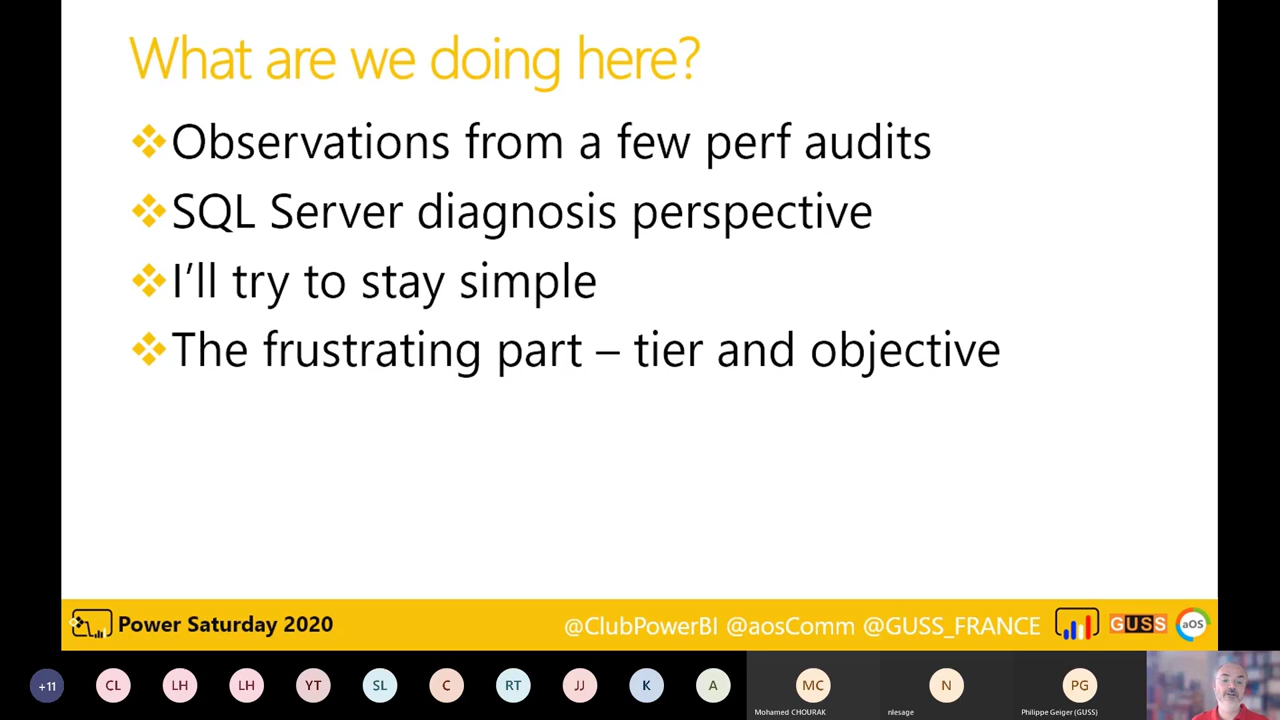 What are we doing here?
Observations from a few perf audits
SQL Server diagnosis perspective
I'll try to stay simple
The frustrating part – tier and objective
Power Saturday 2020
@ClubPowerBI @aosComm @GUSS_FRANCE
GUSS
aOS
+11
CL
LH
LH
YT
SL
C
RT
JJ
K
A
MC
Mohamed CHOURAK
N
nlesage
PG
Philippe Geiger (GUSS)